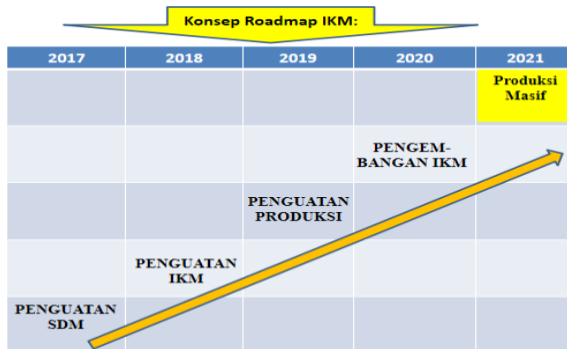 Konsep Roadmap IKM:
2017 2018 2019 2020 2021
Produksi
Masif
PENGEM-
BANGAN IKM
PENGUATAN
PRODUKSI
PENGUATAN
IKM
PENGUATAN
SDM